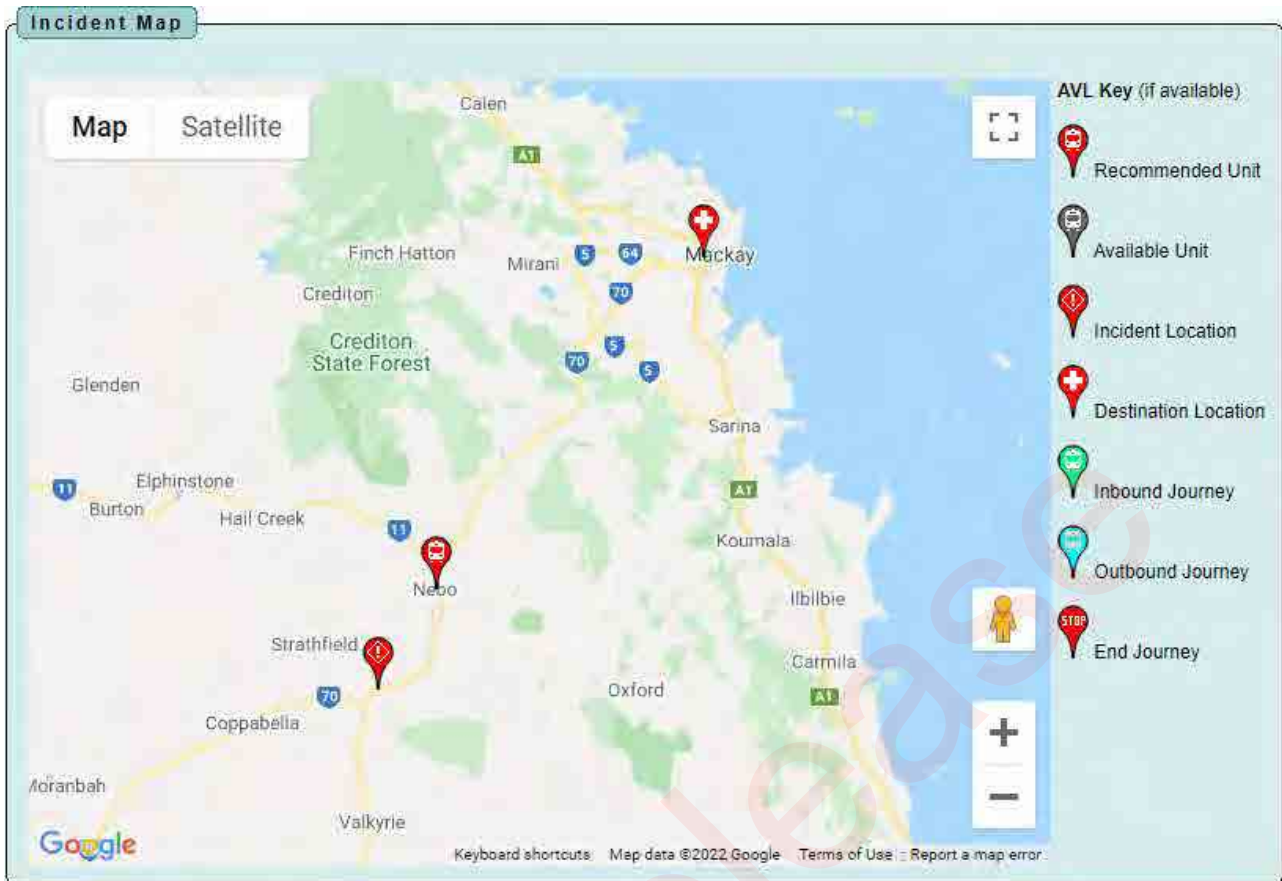 Incident Map
Map Satellite
AVL Key (if available)
Recommended Unit
Available Unit
Incident Location
Destination Location
Inbound Journey
Outbound Journey
STOP
End Journey
Calen
A1
Finch Hatton
Mirani
5
64
Mackay
Crediton
70
Crediton
State Forest
5
70
5
Glenden
Sarina
11
Elphinstone
A1
Burton
Hail Creek
11
Koumala
Nebo
Ilbilbie
Strathfield
Carmila
70
Oxford
A1
Coppabella
Moranbah
Valkyrie
Google
Keyboard shortcuts Map data ©2022 Google Terms of Use Report a map error